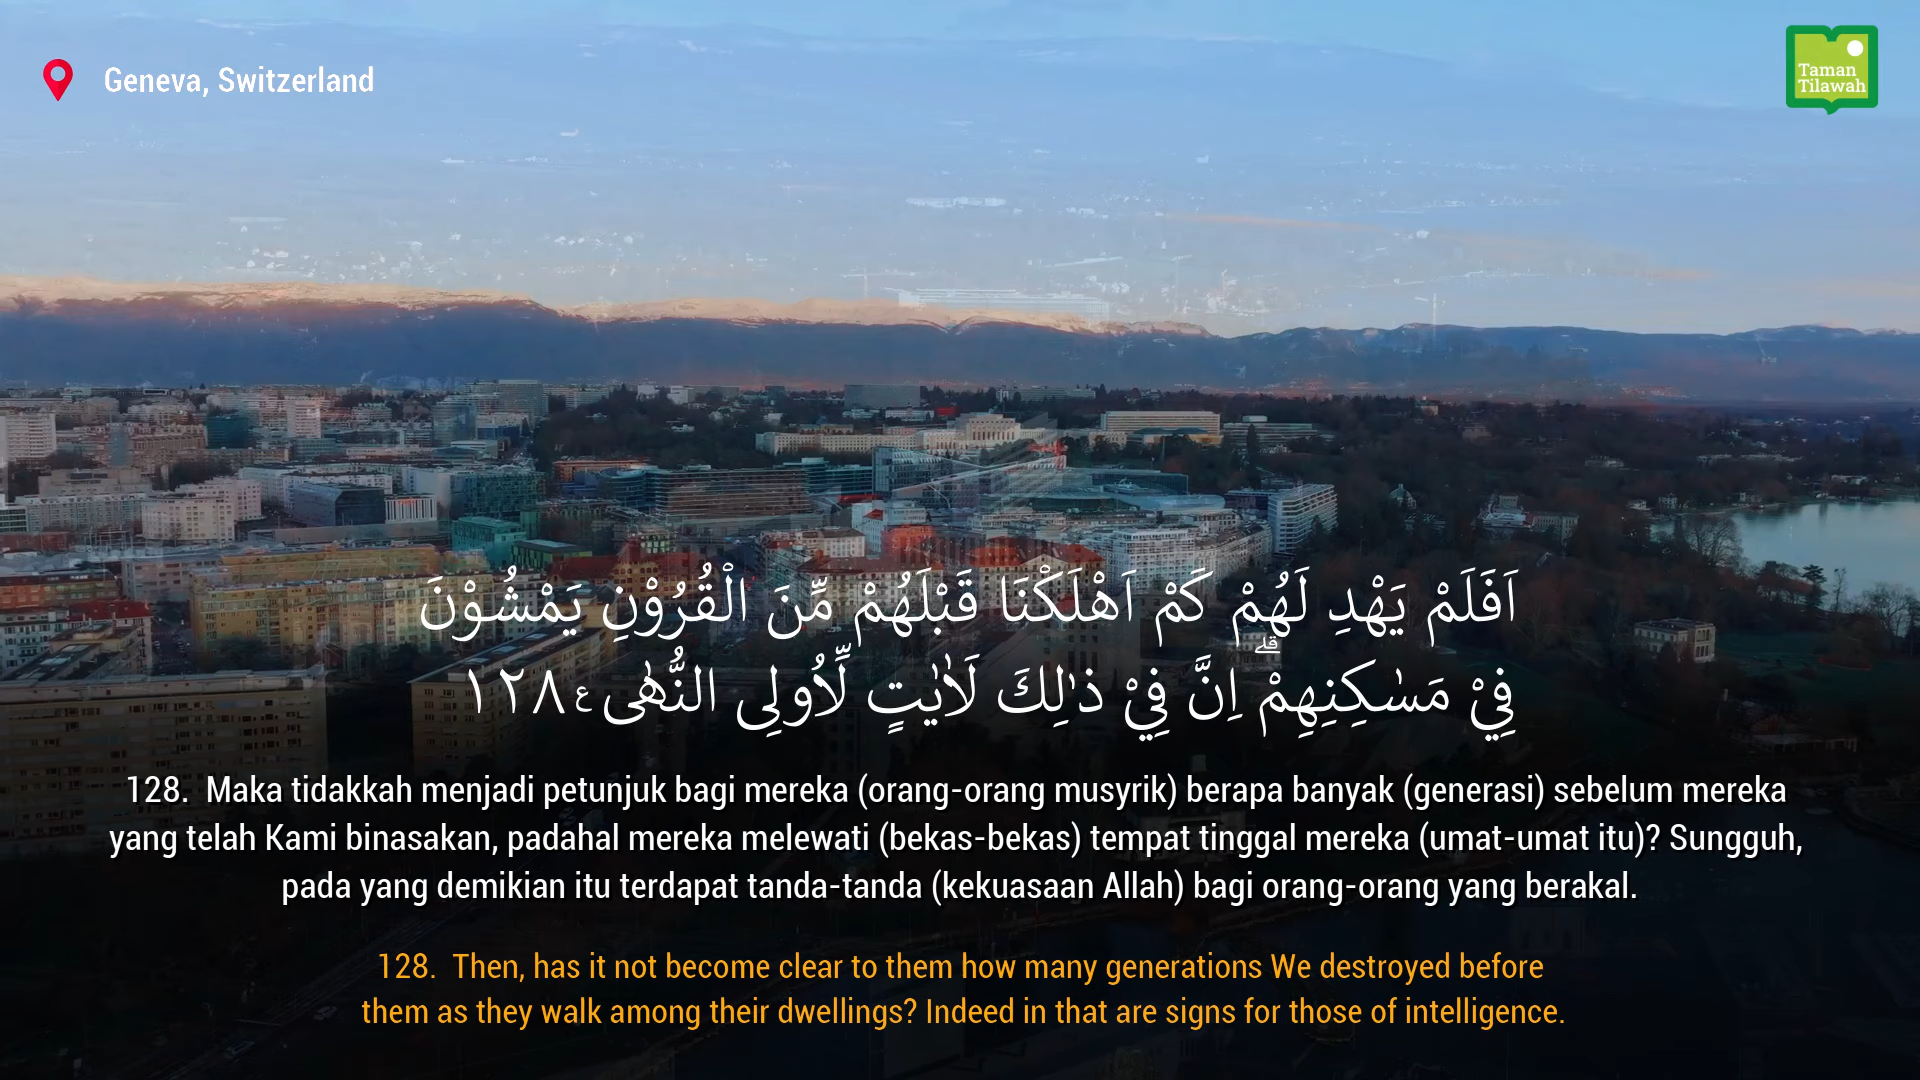 Geneva, Switzerland
Taman
Tilawah
اَفَلَمْ يَهْدِ لَهُمْ كَمْ اَهْلَكْنَا قَبْلَهُمْ مِّنَ الْقُرُوْنِ يَمْشُوْنَ
فِيْ مَسٰكِنِهِمْۗ اِنَّ فِيْ ذٰلِكَ لَاٰيٰتٍ لِّاُولِى النُّهٰى ࣖ ١٢٨
128. Maka tidakkah menjadi petunjuk bagi mereka (orang-orang musyrik) berapa banyak (generasi) sebelum mereka
yang telah Kami binasakan, padahal mereka melewati (bekas-bekas) tempat tinggal mereka (umat-umat itu)? Sungguh,
pada yang demikian itu terdapat tanda-tanda (kekuasaan Allah) bagi orang-orang yang berakal.
128. Then, has it not become clear to them how many generations We destroyed before
them as they walk among their dwellings? Indeed in that are signs for those of intelligence.